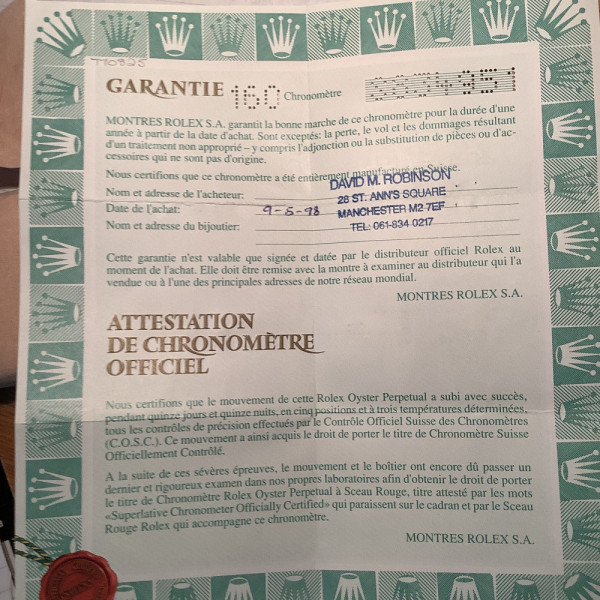 T10825
GARANTIE 160 Chronomètre
MONTRES ROLEX S.A. garantit la bonne marche de ce chronomètre pour la durée d'une
année à partir de la date d'achat. Sont exceptés: la perte, le vol et les dommages résultant
d'un traitement non approprié – y compris l'adjonction ou la substitution de pièces ou d'ac-
cessoires qui ne sont pas d'origine.
Nous certifions que ce chronomètre a été entièrement manufacturé en Suisse.
Nom et adresse de l'acheteur:
DAVID M. ROBINSON
28 ST. ANN'S SQUARE
Date de l'achat: 9-5-98 MANCHESTER M2 7EF
Nom et adresse du bijoutier: TEL: 061-834 0217
Cette garantie n'est valable que signée et datée par le distributeur officiel Rolex au
moment de l'achat. Elle doit être remise avec la montre à examiner au distributeur qui l'a
vendue ou à l'une des principales adresses de notre réseau mondial.
MONTRES ROLEX S.A.
ATTESTATION
DE CHRONOMÈTRE
OFFICIEL
Nous certifions que le mouvement de cette Rolex Oyster Perpetual a subi avec succès,
pendant quinze jours et quinze nuits, en cinq positions et à trois températures déterminées,
tous les contrôles de précision effectués par le Contrôle Officiel Suisse des Chronomètres
(C.O.S.C.). Ce mouvement a ainsi acquis le droit de porter le titre de Chronomètre Suisse
Officiellement Contrôlé.
A la suite de ces sévères épreuves, le mouvement et le boîtier ont encore dû passer un
dernier et rigoureux examen dans nos propres laboratoires afin d'obtenir le droit de porter
le titre de Chronomètre Rolex Oyster Perpetual à Sceau Rouge, titre attesté par les mots
«Superlative Chronometer Officially Certified» qui paraissent sur le cadran et par le Sceau
Rouge Rolex qui accompagne ce chronomètre.
MONTRES ROLEX S.A.